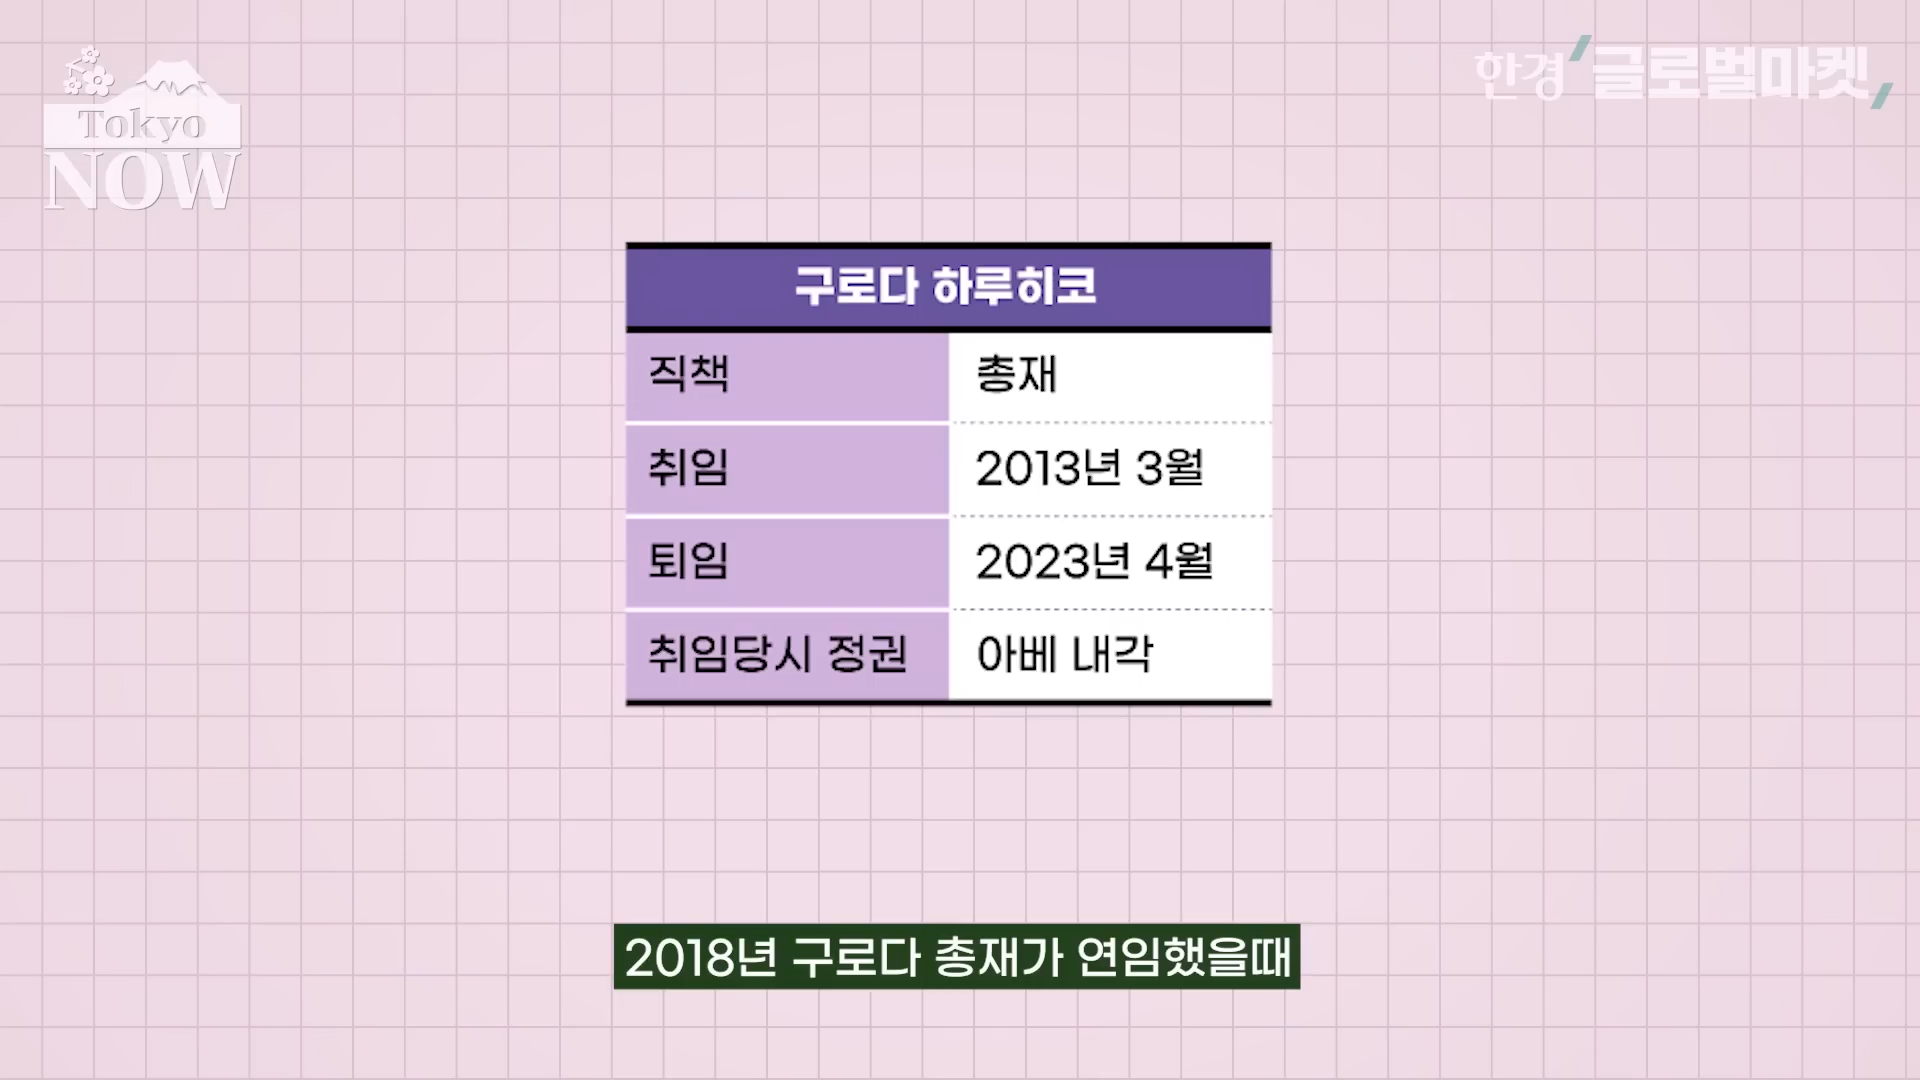 Tokyo
NOW
한경 글로벌마켓
구로다 하루히코
직책 총재
취임 2013년 3월
퇴임 2023년 4월
취임당시 정권 아베 내각
2018년 구로다 총재가 연임했을때